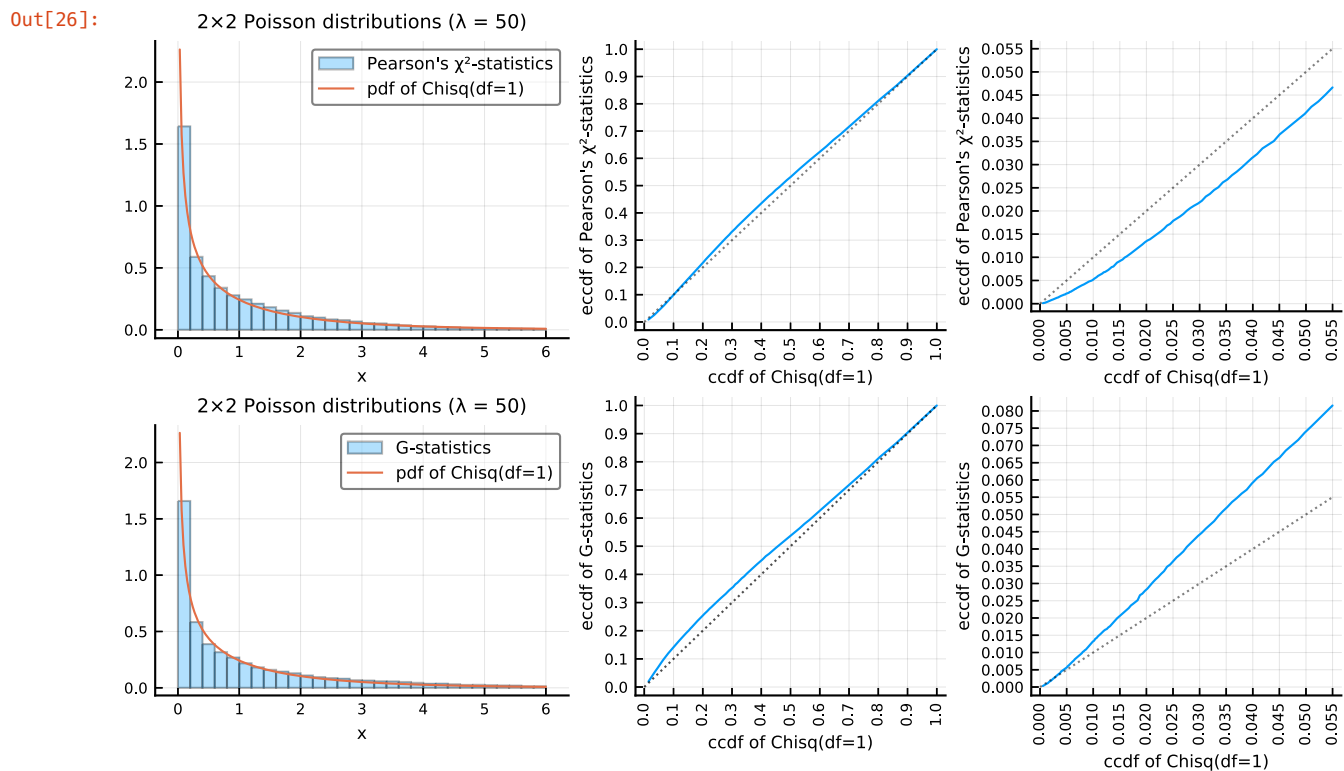 Out[26]:
2×2 Poisson distributions (λ = 50)
Pearson's χ²-statistics
pdf of Chisq(df=1)
2.0
1.5
1.0
0.5
0.0
0 1 2 3 4 5 6
x
eccdf of Pearson's χ²-statistics
1.0
0.9
0.8
0.7
0.6
0.5
0.4
0.3
0.2
0.1
0.0
0.0 0.1 0.2 0.3 0.4 0.5 0.6 0.7 0.8 0.9 1.0
ccdf of Chisq(df=1)
eccdf of Pearson's χ²-statistics
0.055
0.050
0.045
0.040
0.035
0.030
0.025
0.020
0.015
0.010
0.005
0.000
0.000 0.005 0.010 0.015 0.020 0.025 0.030 0.035 0.040 0.045 0.050 0.055
ccdf of Chisq(df=1)
2×2 Poisson distributions (λ = 50)
G-statistics
pdf of Chisq(df=1)
2.0
1.5
1.0
0.5
0.0
0 1 2 3 4 5 6
x
eccdf of G-statistics
1.0
0.9
0.8
0.7
0.6
0.5
0.4
0.3
0.2
0.1
0.0
0.0 0.1 0.2 0.3 0.4 0.5 0.6 0.7 0.8 0.9 1.0
ccdf of Chisq(df=1)
eccdf of G-statistics
0.080
0.075
0.070
0.065
0.060
0.055
0.050
0.045
0.040
0.035
0.030
0.025
0.020
0.015
0.010
0.005
0.000
0.000 0.005 0.010 0.015 0.020 0.025 0.030 0.035 0.040 0.045 0.050 0.055
ccdf of Chisq(df=1)